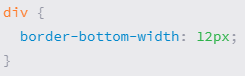 div {
  border-bottom-width: 12px;
}